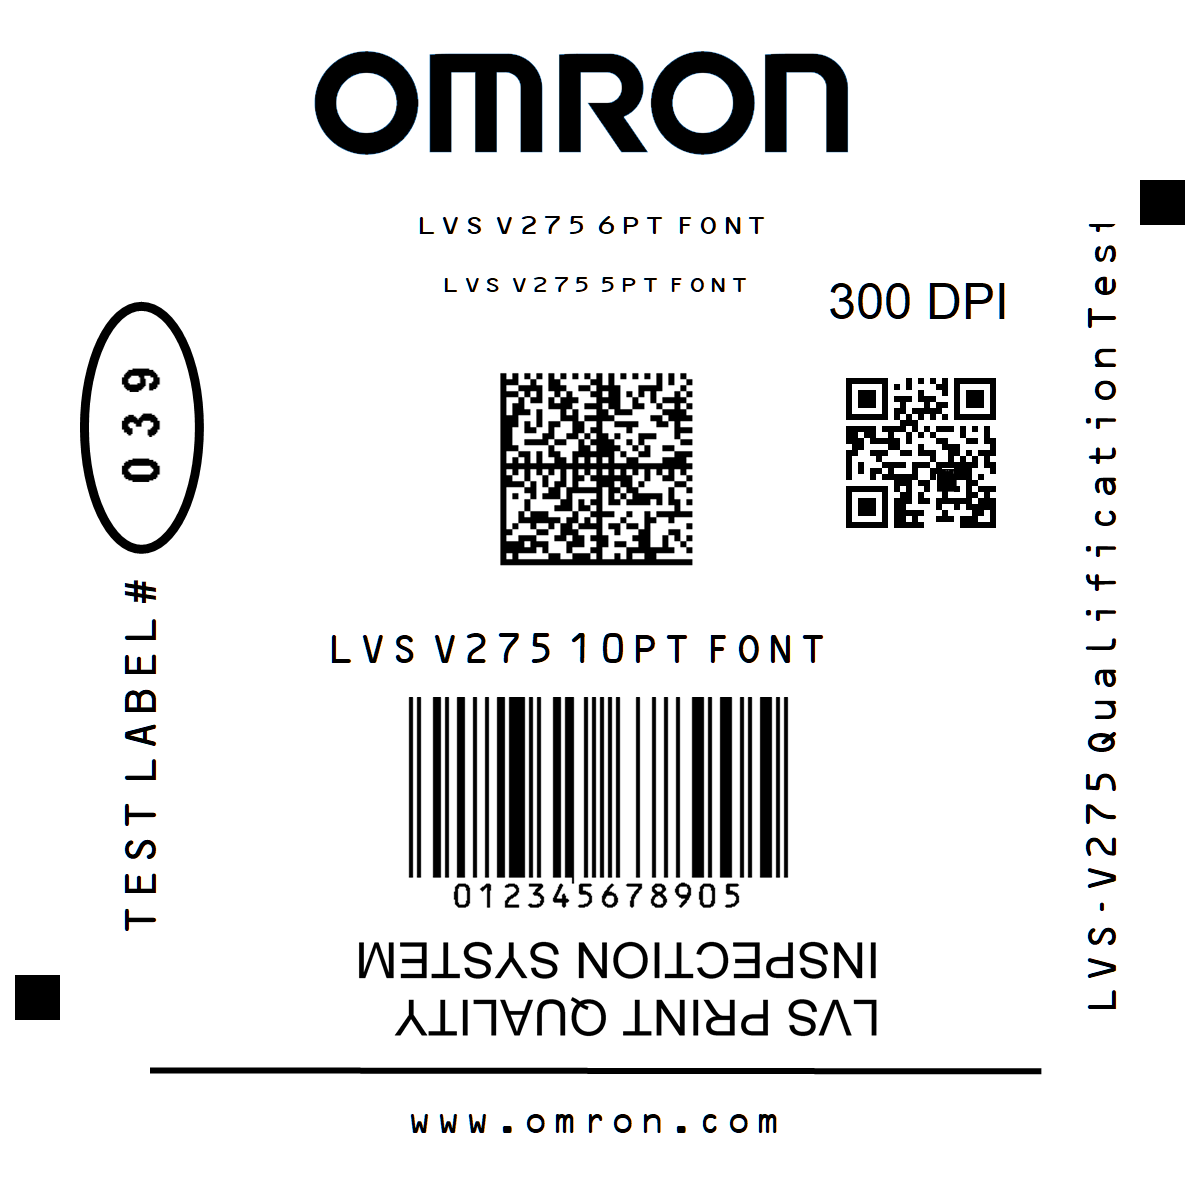 OMRON
LVS V275 6PT FONT
LVS V275 5PT FONT
300 DPI
039
TEST LABEL #
LVS-V275 Qualification Test
LVS V275 10PT FONT
012345678905
LVS PRINT QUALITY
INSPECTION SYSTEM
www.omron.com